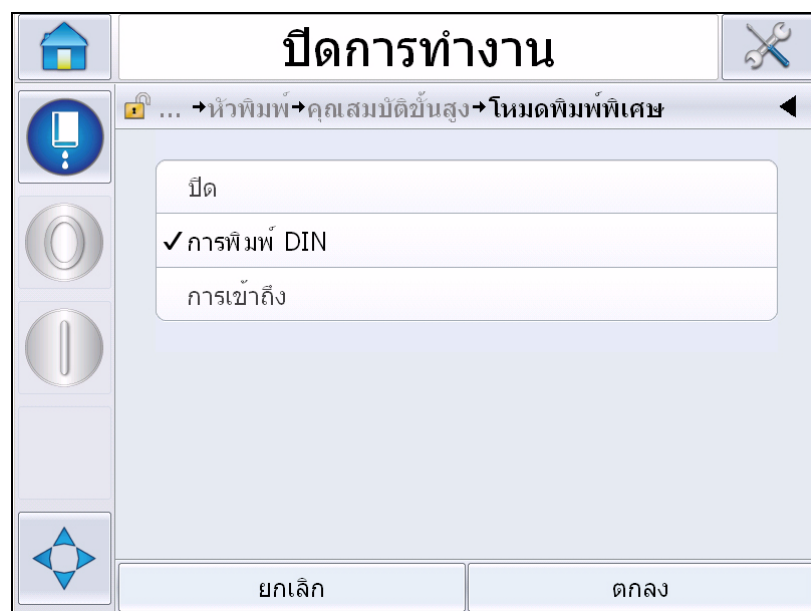 ปิดการทำงาน
... →หัวพิมพ์→คุณสมบัติขั้นสูง→โหมดพิมพ์พิเศษ
ปิด
✓การพิมพ์ DIN
การเข้าถึง
ยกเลิก ตกลง